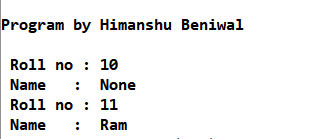 Program by Himanshu Beniwal
Roll no : 10
Name   :  None
Roll no : 11
Name   :  Ram